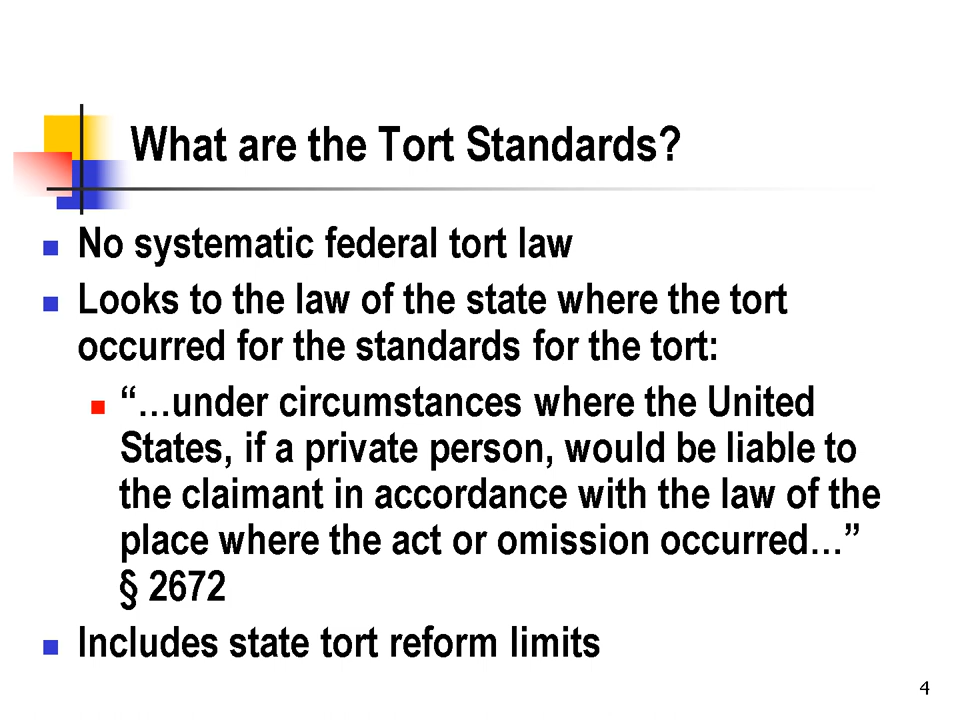 What are the Tort Standards?
No systematic federal tort law
Looks to the law of the state where the tort
occurred for the standards for the tort:
“…under circumstances where the United
States, if a private person, would be liable to
the claimant in accordance with the law of the
place where the act or omission occurred…”
§ 2672
Includes state tort reform limits
4